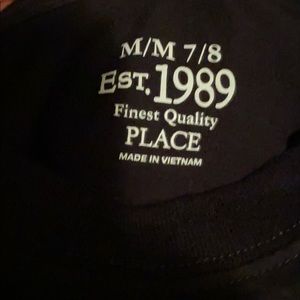 M/M 7/8
EST. 1989
Finest Quality
PLACE
MADE IN VIETNAM